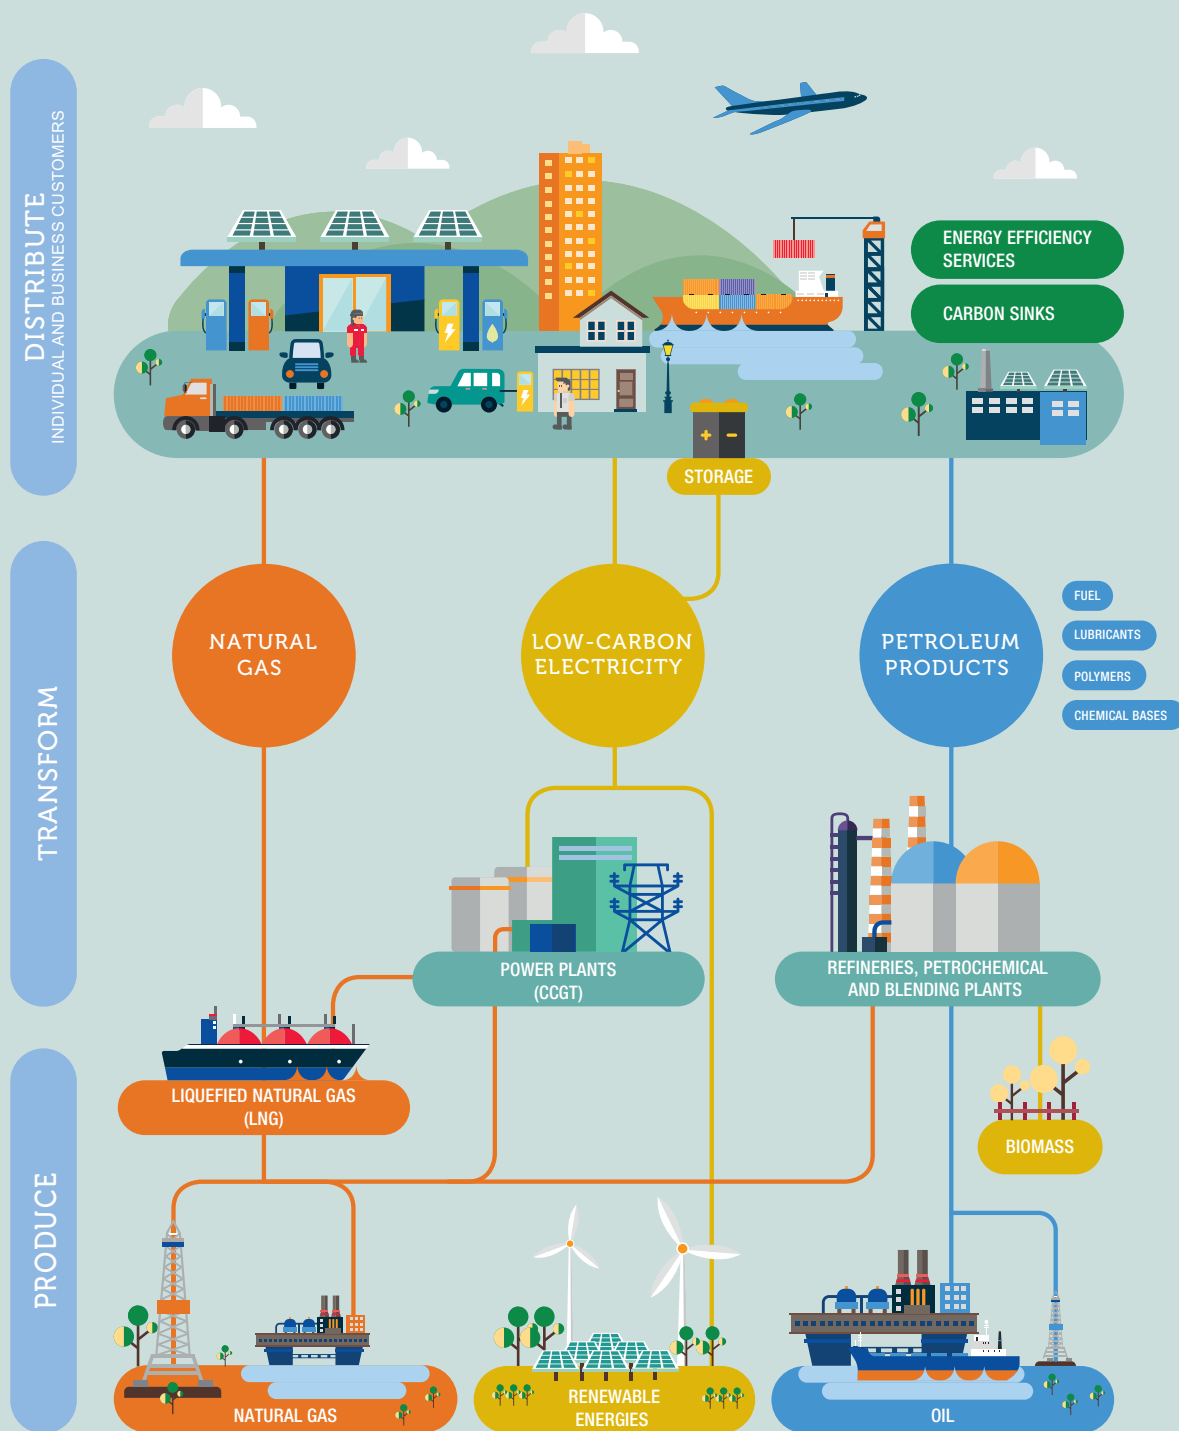 DISTRIBUTE
INDIVIDUAL AND BUSINESS CUSTOMERS
ENERGY EFFICIENCY
SERVICES
CARBON SINKS
STORAGE
TRANSFORM
NATURAL
GAS
LOW-CARBON
ELECTRICITY
PETROLEUM
PRODUCTS
FUEL
LUBRICANTS
POLYMERS
CHEMICAL BASES
POWER PLANTS
(CCGT)
REFINERIES, PETROCHEMICAL
AND BLENDING PLANTS
PRODUCE
LIQUEFIED NATURAL GAS
(LNG)
BIOMASS
NATURAL GAS
RENEWABLE
ENERGIES
OIL